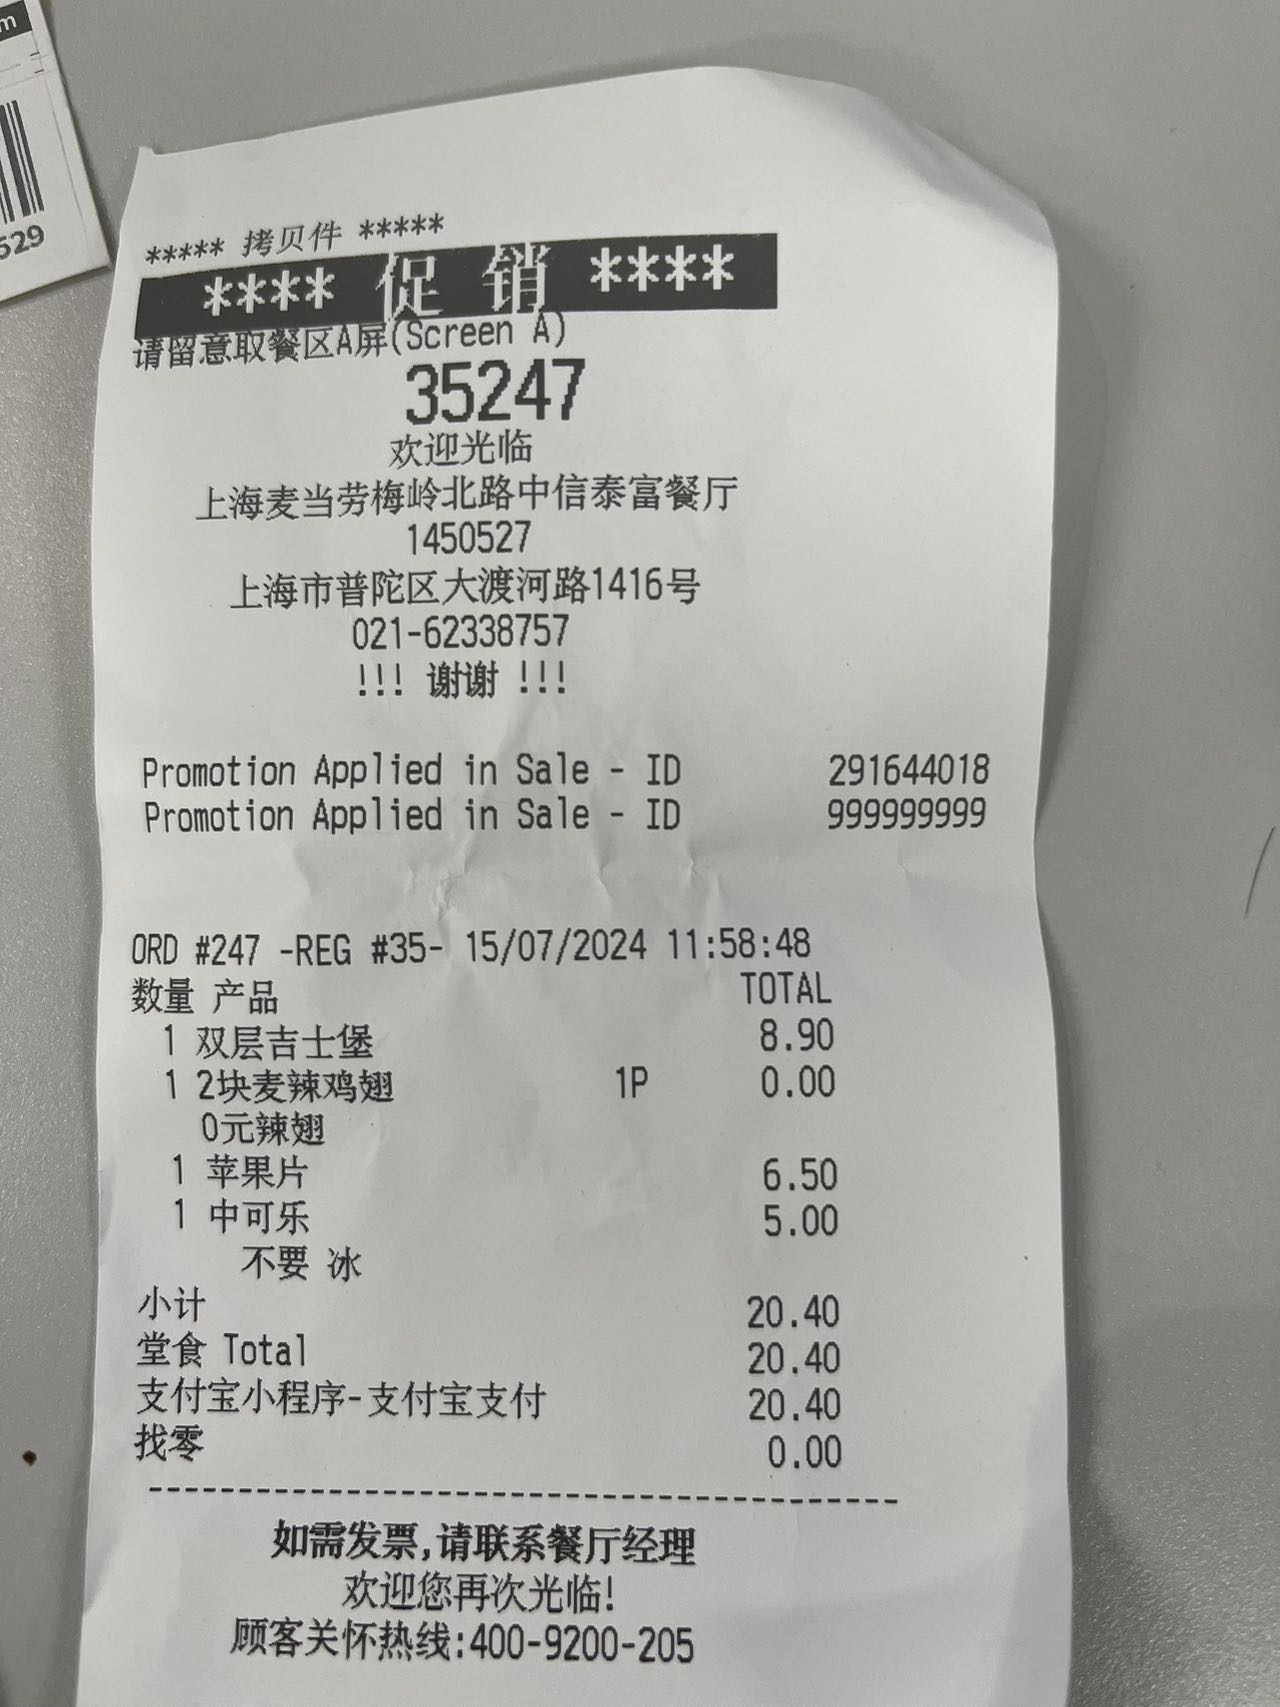 m
529
***** 拷贝件 *****
**** 促 销 ****
请留意取餐区A屏(Screen A)
35247
欢迎光临
上海麦当劳梅岭北路中信泰富餐厅
1450527
上海市普陀区大渡河路1416号
021-62338757
!!! 谢谢 !!!
Promotion Applied in Sale - ID 291644018
Promotion Applied in Sale - ID 999999999
ORD #247 -REG #35- 15/07/2024 11:58:48
数量 产品 TOTAL
1 双层吉士堡 8.90
1 2块麦辣鸡翅 1P 0.00
0元辣翅
1 苹果片 6.50
1 中可乐 5.00
不要 冰
小计 20.40
堂食 Total 20.40
支付宝小程序-支付宝支付 20.40
找零 0.00
--------------------------------------------
如需发票,请联系餐厅经理
欢迎您再次光临!
顾客关怀热线:400-9200-205